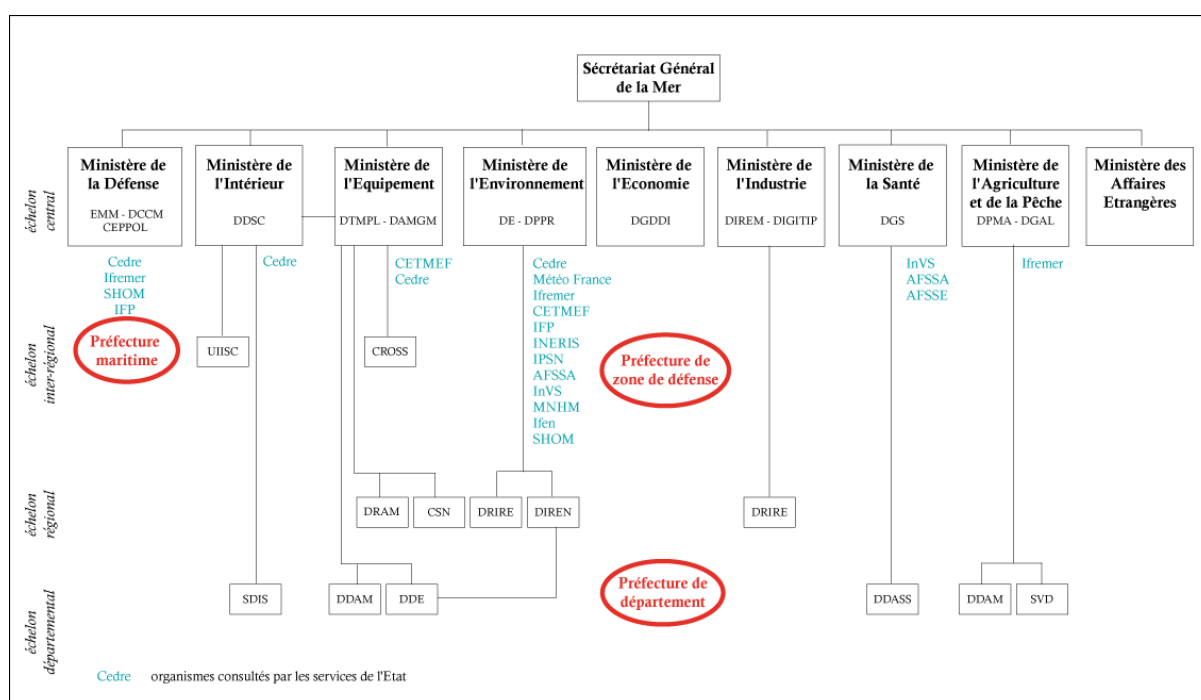 Sécrétariat Général
de la Mer
échelon
central
Ministère de
la Défense
EMM - DCCM
CEPPOL
Ministère de
l'Intérieur
DDSC
Ministère de
l'Equipement
DTMPL - DAMGM
Ministère de
l'Environnement
DE - DPPR
Ministère de
l'Economie
DGDDI
Ministère de
l'Industrie
DIREM - DIGITIP
Ministère de
la Santé
DGS
Ministère de
l'Agriculture
et de la Pêche
DPMA - DGAL
Ministère des
Affaires
Etrangères
Cedre
Ifremer
SHOM
IFP
Cedre
CETMEF
Cedre
Cedre
Météo France
Ifremer
CETMEF
IFP
INERIS
IPSN
AFSSA
InVS
MNHM
Ifen
SHOM
InVS
AFSSA
AFSSE
Ifremer
échelon
inter-régional
Préfecture
maritime
UIISC
CROSS
Préfecture de
zone de défense
échelon
régional
DRAM
CSN
DRIRE
DIREN
DRIRE
échelon
départemental
SDIS
DDAM
DDE
Préfecture de
département
DDASS
DDAM
SVD
Cedre organismes consultés par les services de l'Etat